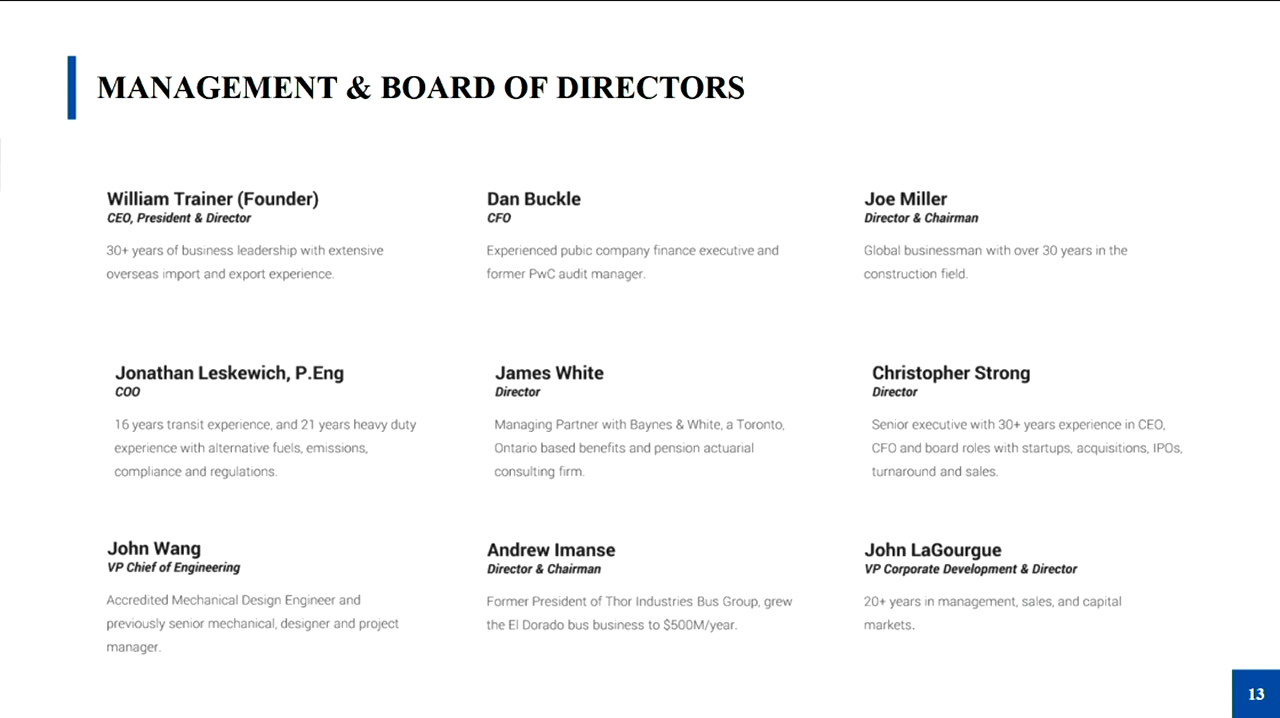 MANAGEMENT & BOARD OF DIRECTORS
William Trainer (Founder)
CEO, President & Director
30+ years of business leadership with extensive
overseas import and export experience.
Dan Buckle
CFO
Experienced pubic company finance executive and
former PwC audit manager.
Joe Miller
Director & Chairman
Global businessman with over 30 years in the
construction field.
Jonathan Leskewich, P.Eng
COO
16 years transit experience, and 21 years heavy duty
experience with alternative fuels, emissions,
compliance and regulations.
James White
Director
Managing Partner with Baynes & White, a Toronto,
Ontario based benefits and pension actuarial
consulting firm.
Christopher Strong
Director
Senior executive with 30+ years experience in CEO,
CFO and board roles with startups, acquisitions, IPOs,
turnaround and sales.
John Wang
VP Chief of Engineering
Accredited Mechanical Design Engineer and
previously senior mechanical, designer and project
manager.
Andrew Imanse
Director & Chairman
Former President of Thor Industries Bus Group, grew
the El Dorado bus business to $500M/year.
John LaGourgue
VP Corporate Development & Director
20+ years in management, sales, and capital
markets.
13